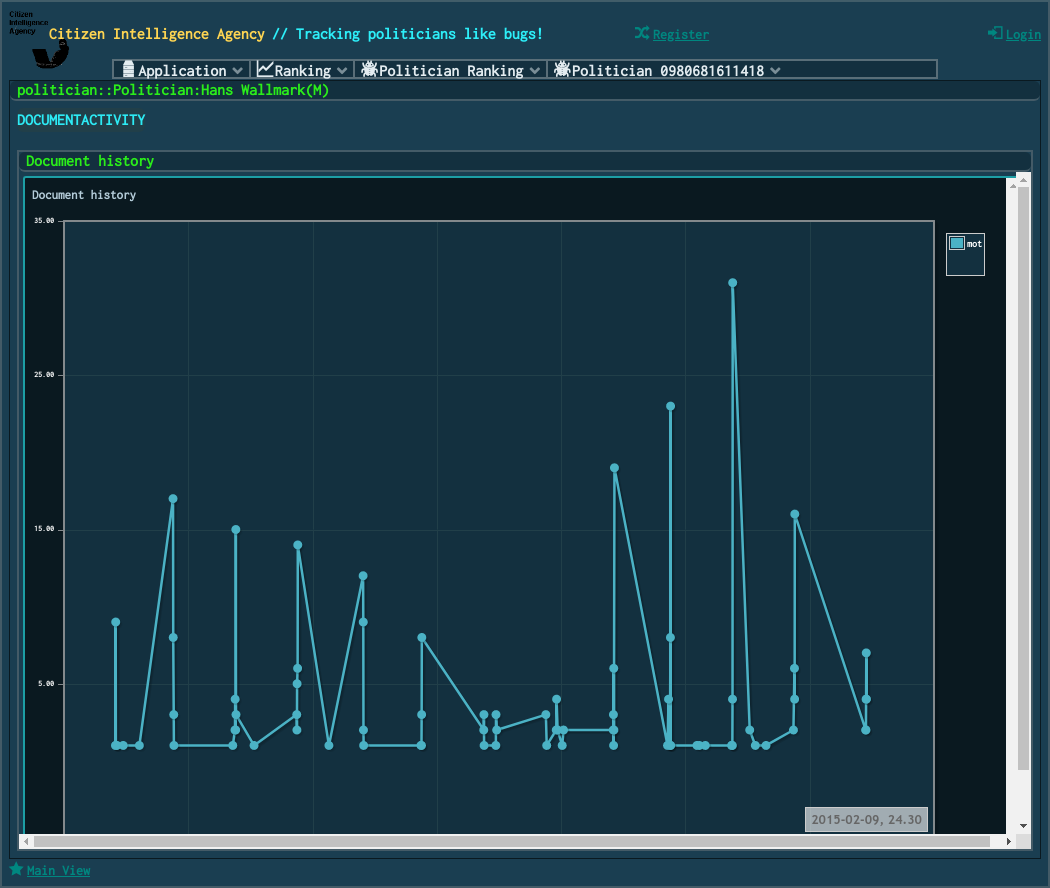 Citizen
Intelligence
Agency
Citizen Intelligence Agency // Tracking politicians like bugs!
Register
Login
Application
Ranking
Politician Ranking
Politician 0980681611418
politician::Politician:Hans Wallmark(M)
DOCUMENTACTIVITY
Document history
Document history
35.00
mot
25.00
15.00
5.00
2015-02-09, 24.30
Main View